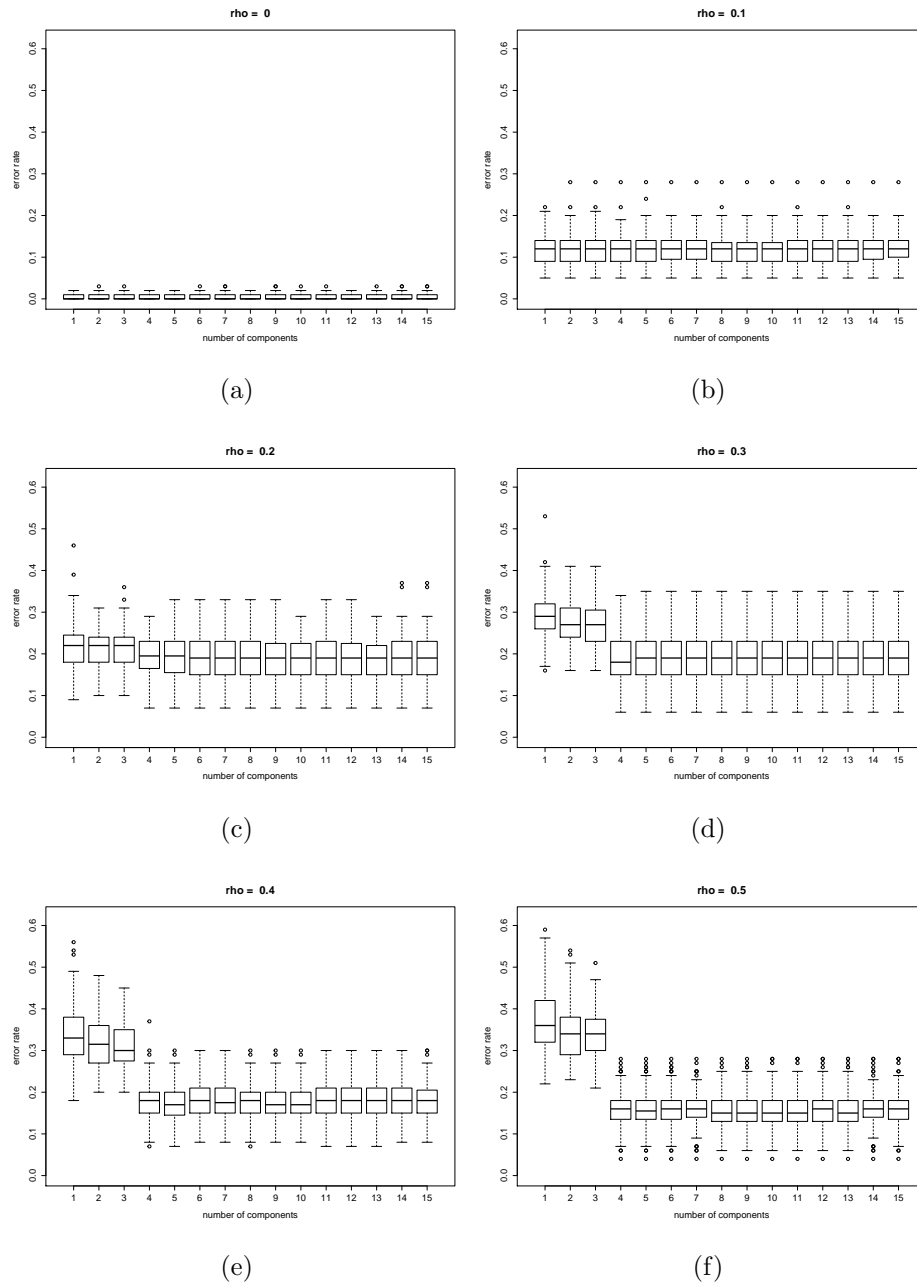 rho = 0
rho = 0.1
error rate
0.0 0.1 0.2 0.3 0.4 0.5 0.6
1 2 3 4 5 6 7 8 9 10 11 12 13 14 15
number of components
error rate
0.0 0.1 0.2 0.3 0.4 0.5 0.6
1 2 3 4 5 6 7 8 9 10 11 12 13 14 15
number of components
(a)
(b)
rho = 0.2
rho = 0.3
error rate
0.0 0.1 0.2 0.3 0.4 0.5 0.6
1 2 3 4 5 6 7 8 9 10 11 12 13 14 15
number of components
error rate
0.0 0.1 0.2 0.3 0.4 0.5 0.6
1 2 3 4 5 6 7 8 9 10 11 12 13 14 15
number of components
(c)
(d)
rho = 0.4
rho = 0.5
error rate
0.0 0.1 0.2 0.3 0.4 0.5 0.6
1 2 3 4 5 6 7 8 9 10 11 12 13 14 15
number of components
error rate
0.0 0.1 0.2 0.3 0.4 0.5 0.6
1 2 3 4 5 6 7 8 9 10 11 12 13 14 15
number of components
(e)
(f)